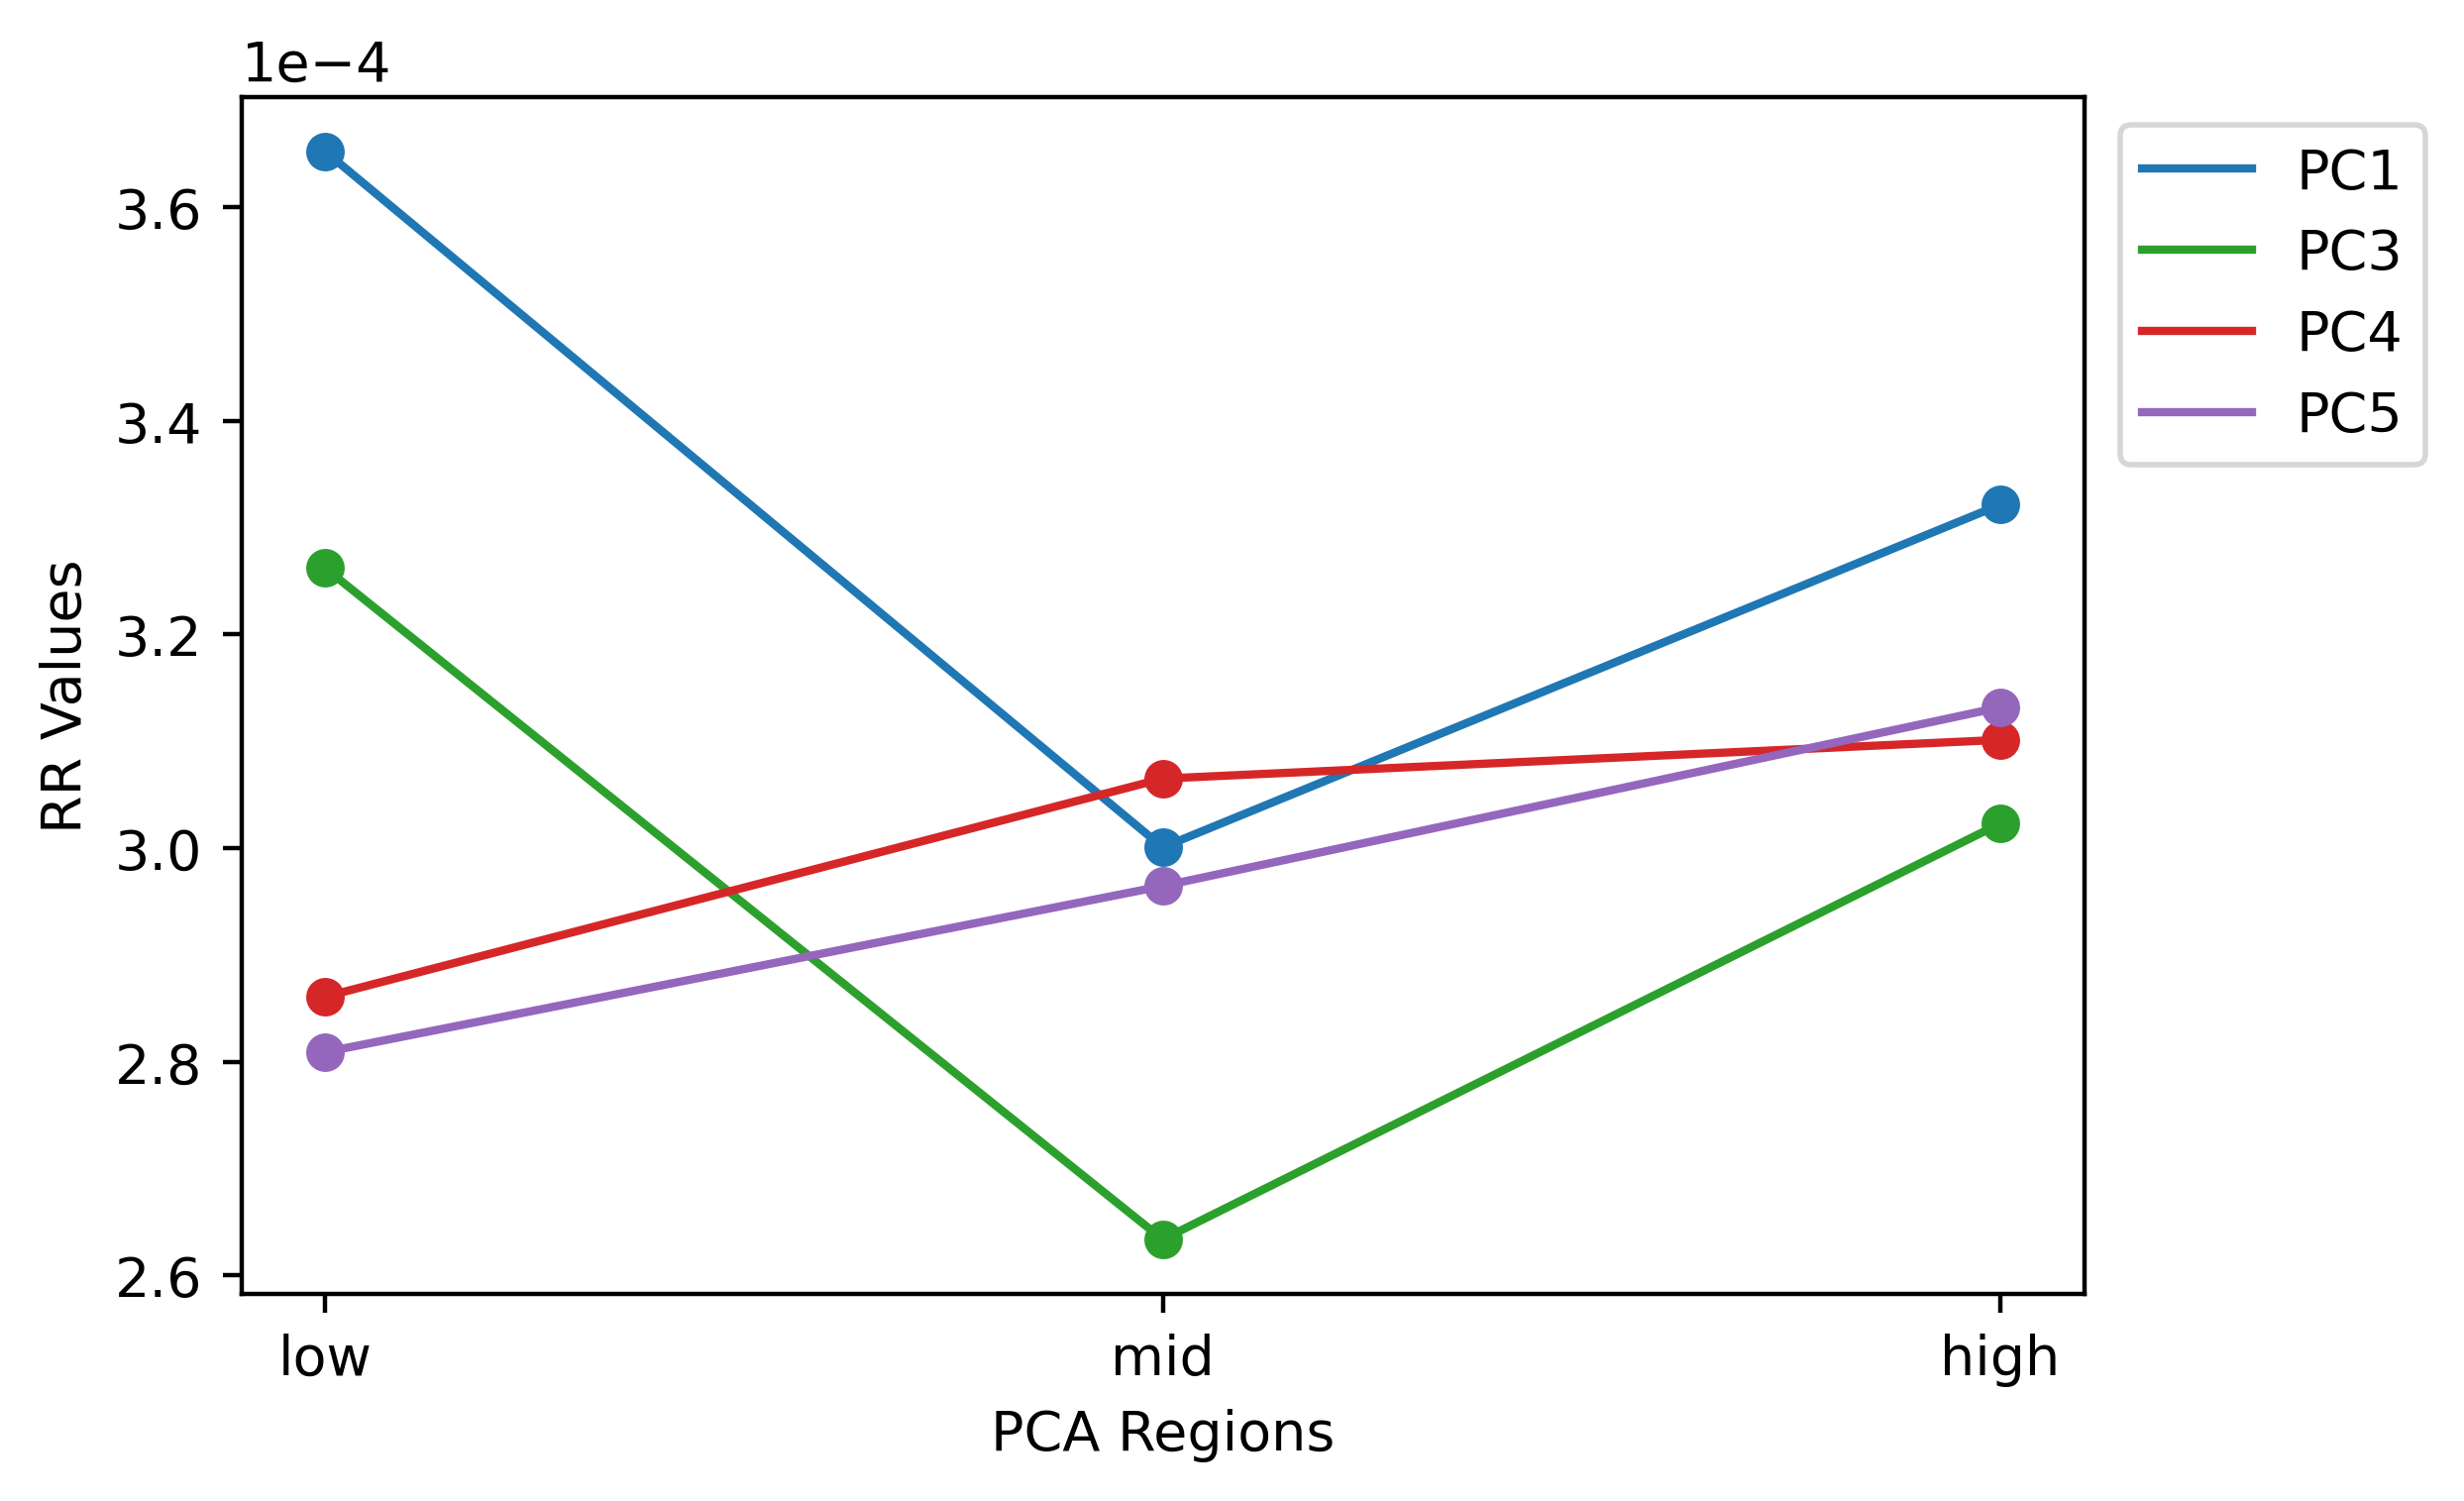 1e−4
3.6
3.4
3.2
3.0
2.8
2.6
RR Values
low
mid
high
PCA Regions
PC1
PC3
PC4
PC5